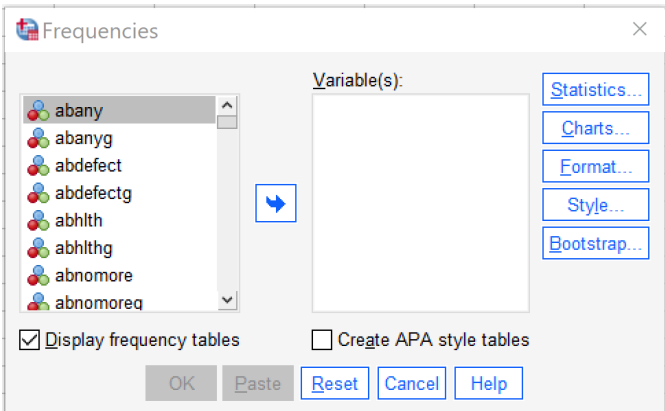 Frequencies
Variable(s):
abany
abanyg
abdefect
abdefectg
abhlth
abhlthg
abnomore
abnomoreg
Statistics...
Charts...
Format...
Style...
Bootstrap...
Display frequency tables
Create APA style tables
OK
Paste
Reset
Cancel
Help